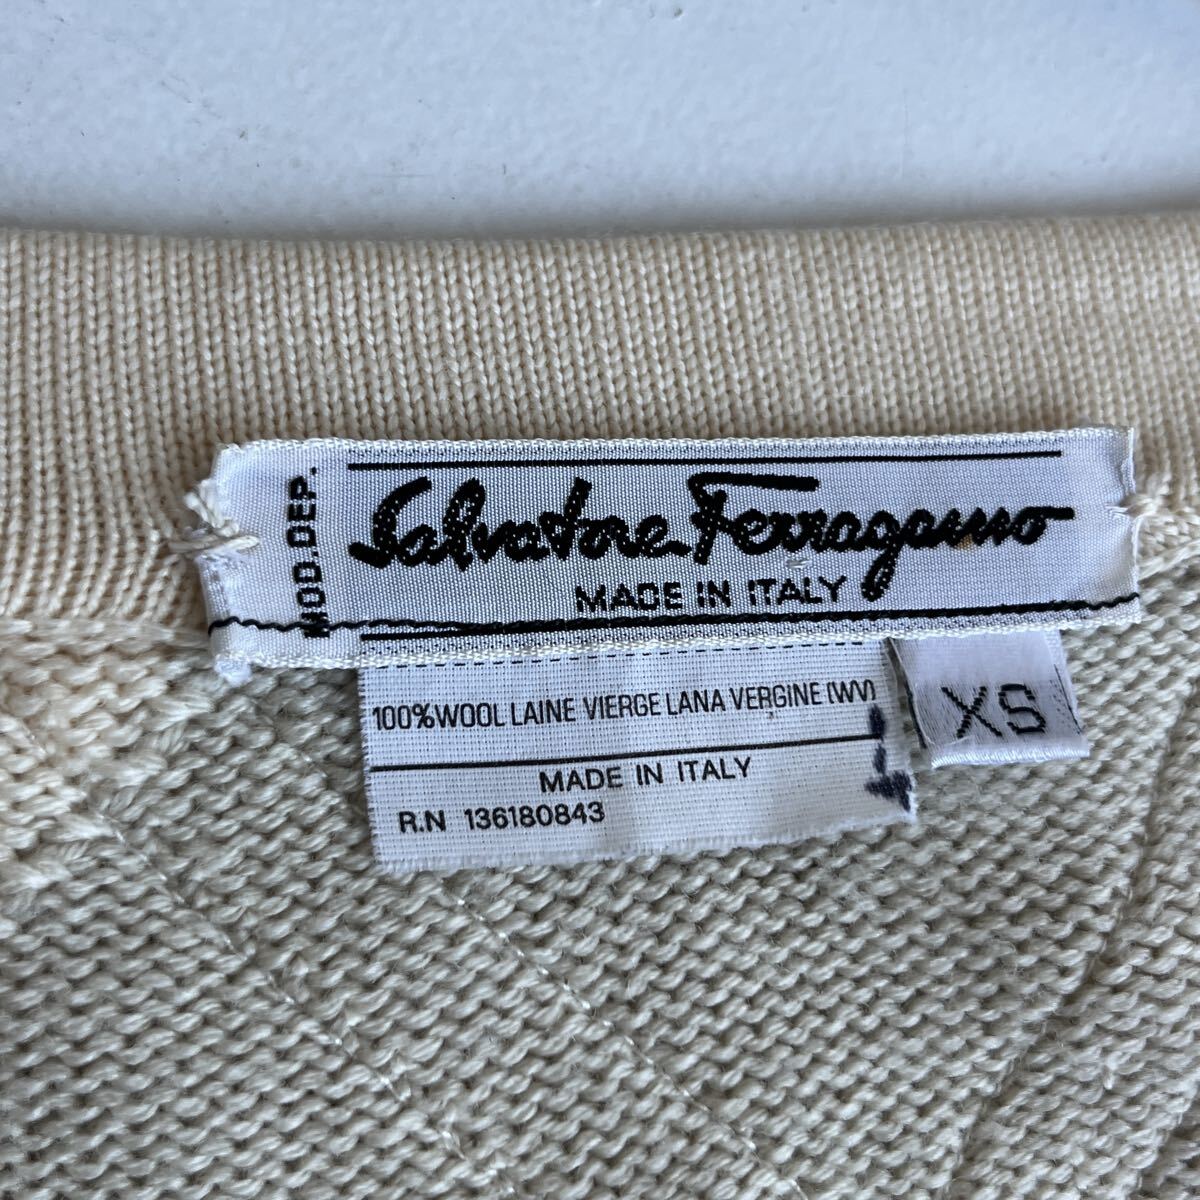 MOD.DEP.
Salvatore Ferragamo
MADE IN ITALY
100%WOOL LAINE VIERGE LANA VERGINE (WV)
XS
MADE IN ITALY
R.N 136180843